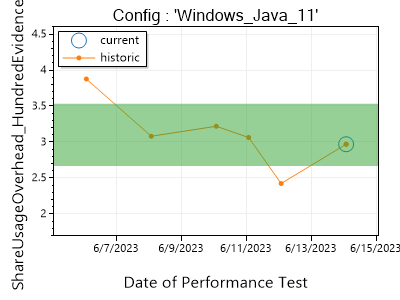 Config : 'Windows_Java_11'
current
historic
4.5
4
3.5
3
2.5
2
ShareUsageOverhead_HundredEvidence
6/7/2023
6/9/2023
6/11/2023
6/13/2023
6/15/2023
Date of Performance Test